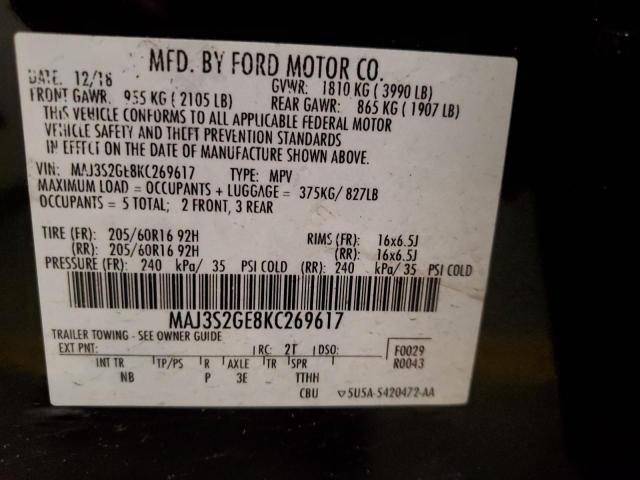 MFD. BY FORD MOTOR CO.
DATE: 12/18 GVWR: 1810 KG ( 3990 LB)
FRONT GAWR: 955 KG ( 2105 LB) REAR GAWR: 865 KG ( 1907 LB)
THIS VEHICLE CONFORMS TO ALL APPLICABLE FEDERAL MOTOR
VEHICLE SAFETY AND THEFT PREVENTION STANDARDS
IN EFFECT ON THE DATE OF MANUFACTURE SHOWN ABOVE.
VIN: MAJ3S2GE8KC269617 TYPE: MPV
MAXIMUM LOAD = OCCUPANTS + LUGGAGE = 375KG/ 827LB
OCCUPANTS = 5 TOTAL; 2 FRONT, 3 REAR
TIRE (FR): 205/60R16 92H RIMS (FR): 16x6.5J
(RR): 205/60R16 92H (RR): 16x6.5J
PRESSURE (FR): 240 kPa/ 35 PSI COLD (RR): 240 kPa/ 35 PSI COLD
MAJ3S2GE8KC269617
TRAILER TOWING - SEE OWNER GUIDE
EXT PNT: RC: 2T DSO: F0029
R0043
INT TR TP/PS R AXLE TR SPR
NB P 3E TTHH
CBU 5U5A-5420472-AA